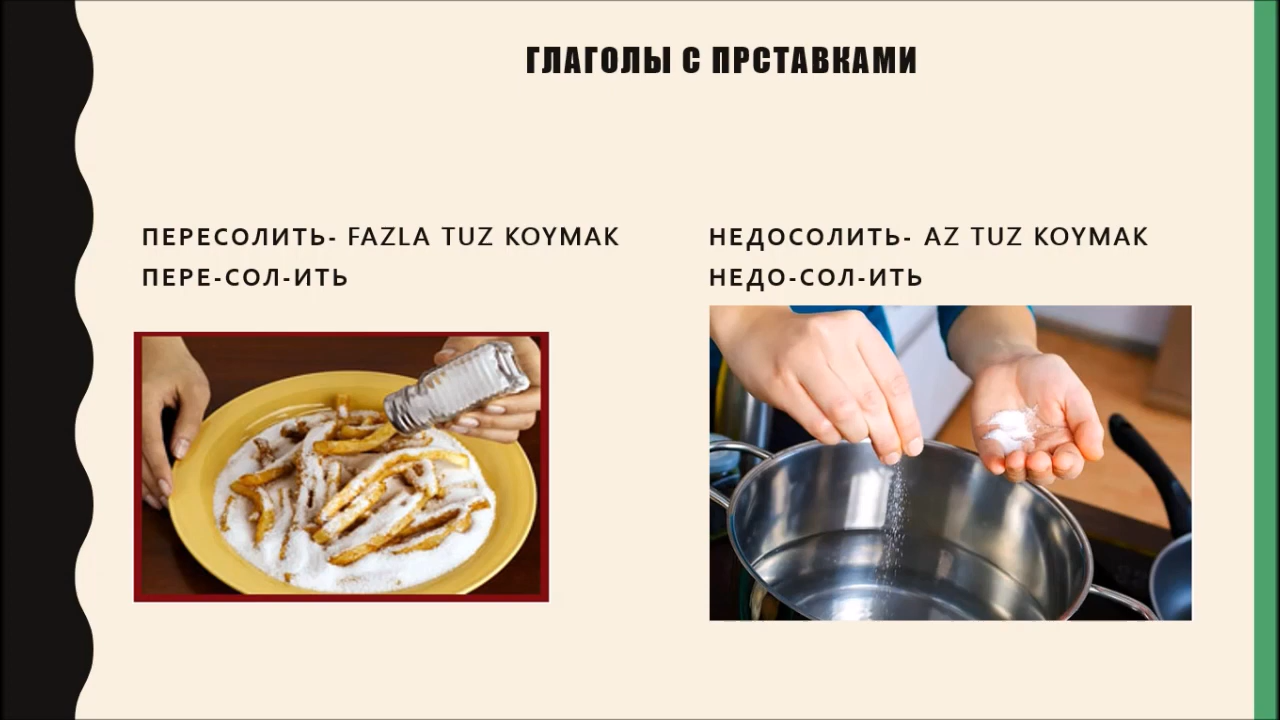 ГЛАГОЛЫ С ПРСТАВКАМИ
ПЕРЕСОЛИТЬ- FAZLA TUZ KOYMAK
ПЕРЕ-СОЛ-ИТЬ
НЕДОСОЛИТЬ- AZ TUZ KOYMAK
НЕДО-СОЛ-ИТЬ